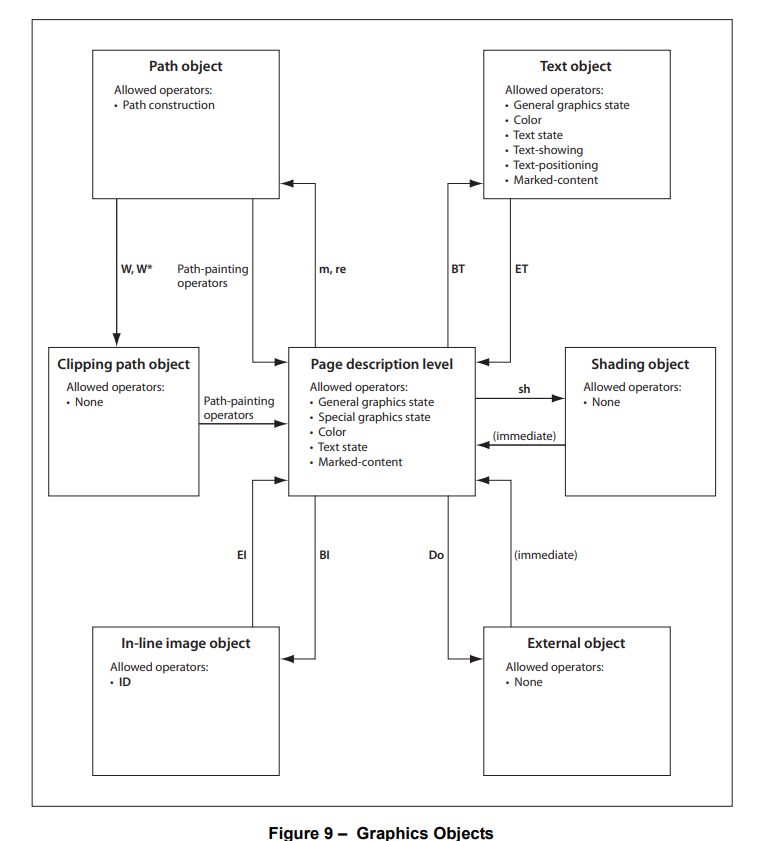 Path object
Allowed operators:
• Path construction
Text object
Allowed operators:
• General graphics state
• Color
• Text state
• Text-showing
• Text-positioning
• Marked-content
W, W*
Path-painting
operators
m, re
BT
ET
Clipping path object
Allowed operators:
• None
Path-painting
operators
Page description level
Allowed operators:
• General graphics state
• Special graphics state
• Color
• Text state
• Marked-content
sh
(immediate)
Shading object
Allowed operators:
• None
EI
BI
Do
(immediate)
In-line image object
Allowed operators:
• ID
External object
Allowed operators:
• None
Figure 9 – Graphics Objects